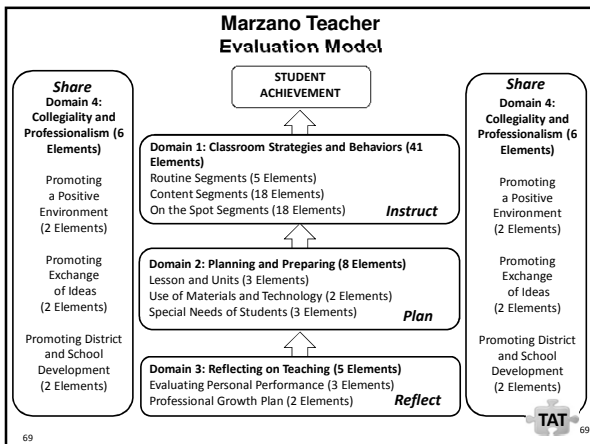 Marzano Teacher
Evaluation Model
Share
Domain 4:
Collegiality and
Professionalism (6
Elements)
Promoting
a Positive
Environment
(2 Elements)
Promoting
Exchange
of Ideas
(2 Elements)
Promoting District
and School
Development
(2 Elements)
STUDENT
ACHIEVEMENT
Domain 1: Classroom Strategies and Behaviors (41
Elements)
Routine Segments (5 Elements)
Content Segments (18 Elements)
On the Spot Segments (18 Elements)
Instruct
Domain 2: Planning and Preparing (8 Elements)
Lesson and Units (3 Elements)
Use of Materials and Technology (2 Elements)
Special Needs of Students (3 Elements)
Plan
Domain 3: Reflecting on Teaching (5 Elements)
Evaluating Personal Performance (3 Elements)
Professional Growth Plan (2 Elements)
Reflect
Share
Domain 4:
Collegiality and
Professionalism (6
Elements)
Promoting
a Positive
Environment
(2 Elements)
Promoting
Exchange
of Ideas
(2 Elements)
Promoting District
and School
Development
(2 Elements)
69
TAT
69